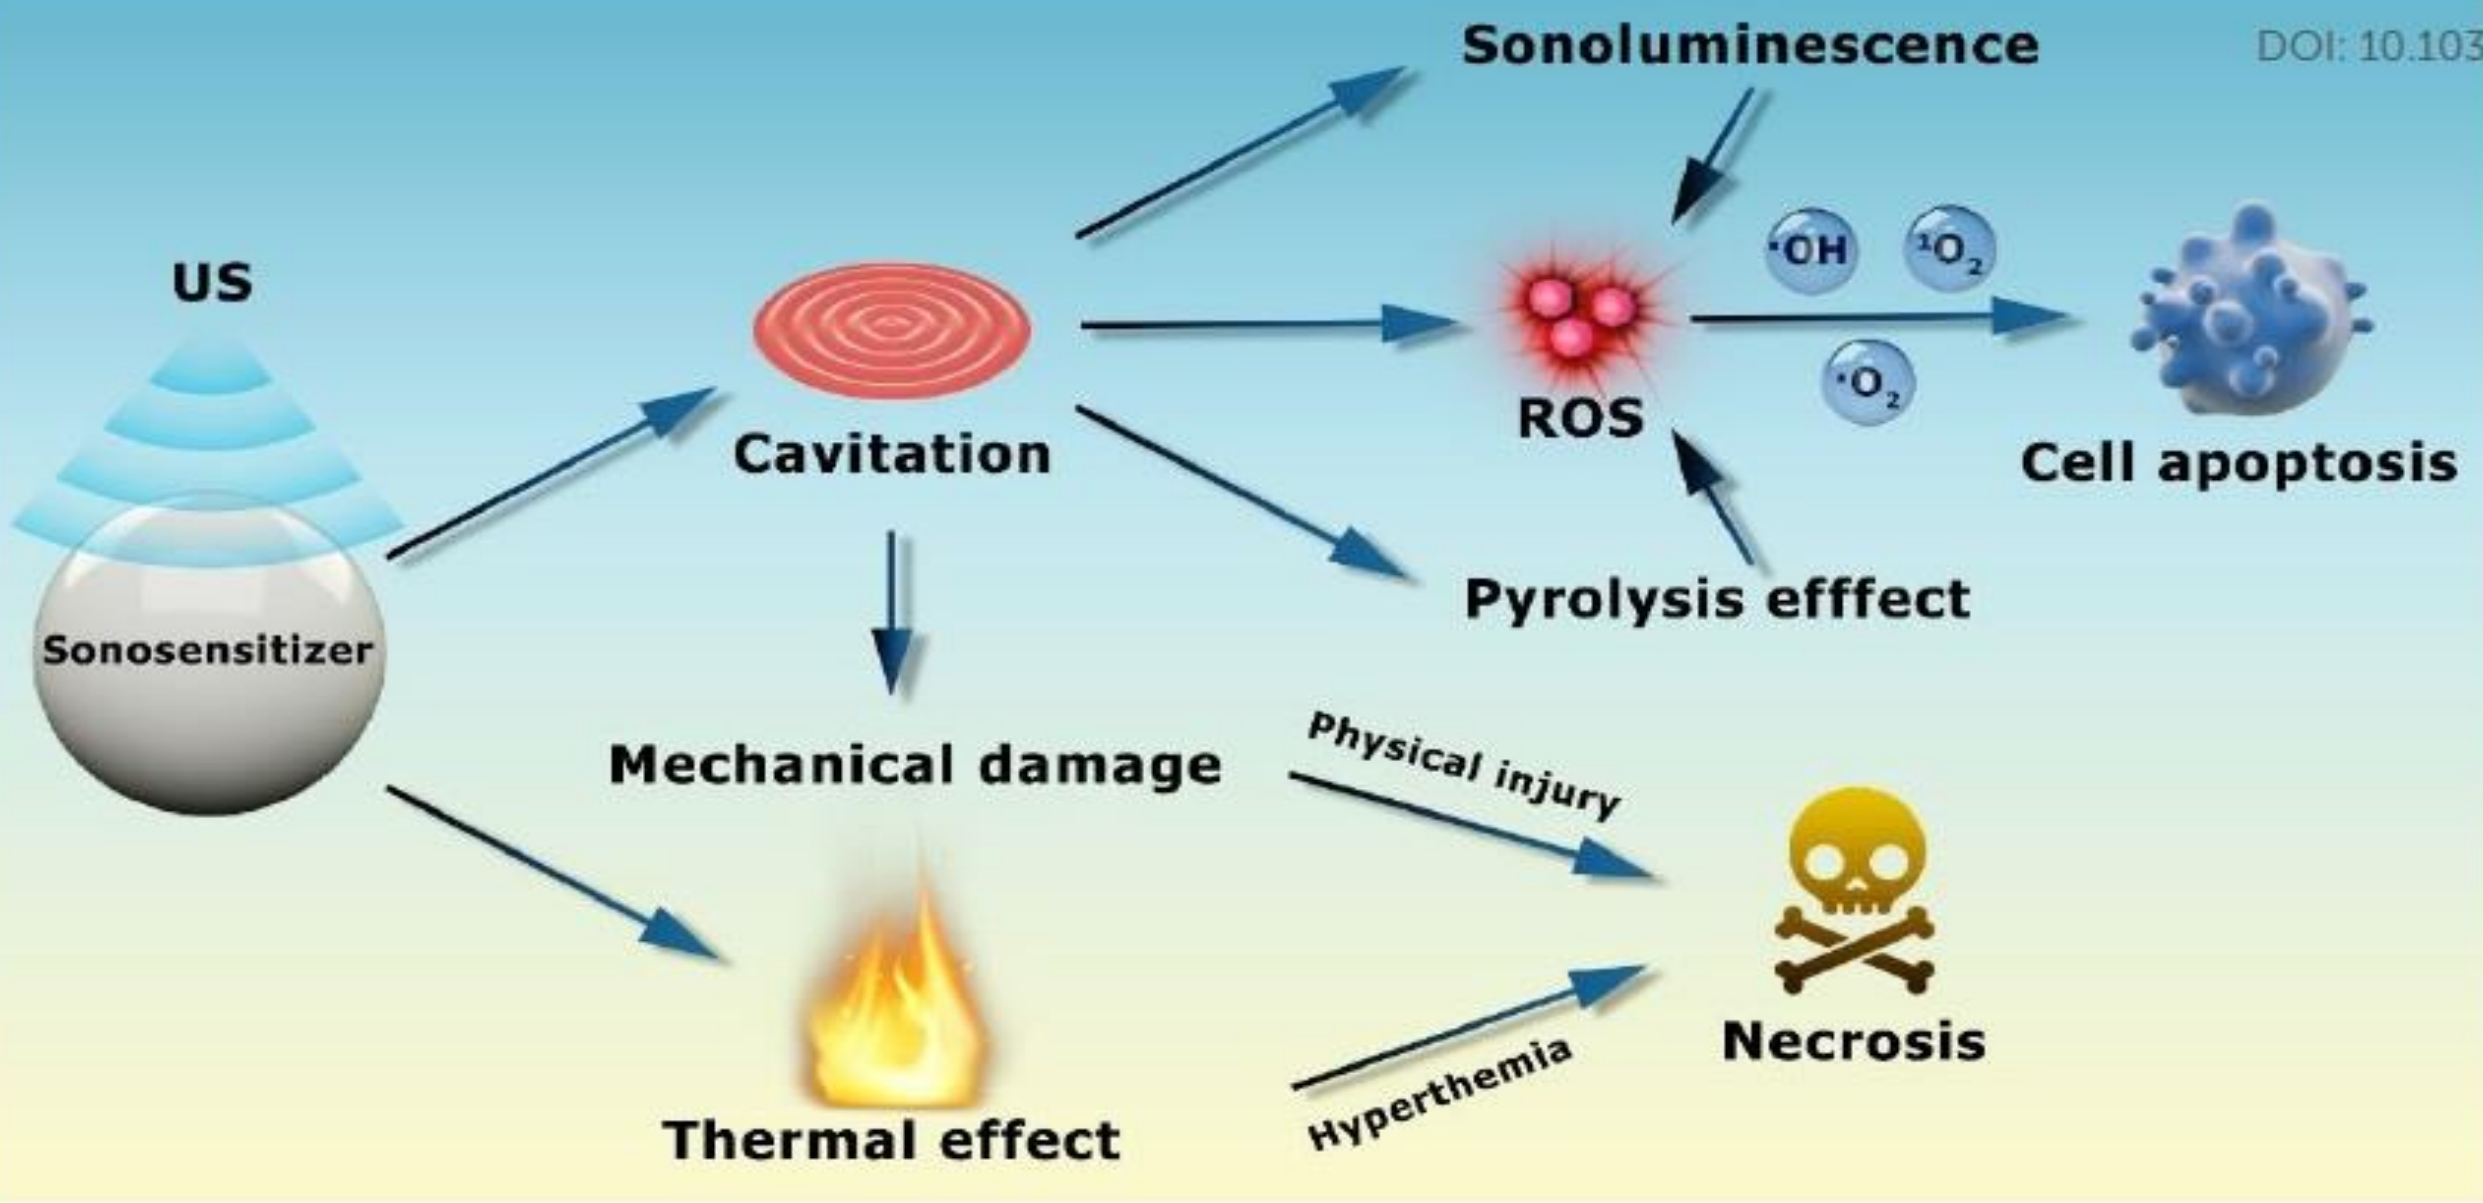 Sonoluminescence
DOI: 10.103
US
·OH
¹O₂
·O₂
ROS
Cavitation
Cell apoptosis
Pyrolysis efffect
Sonosensitizer
Mechanical damage
Physical injury
Necrosis
Hyperthemia
Thermal effect